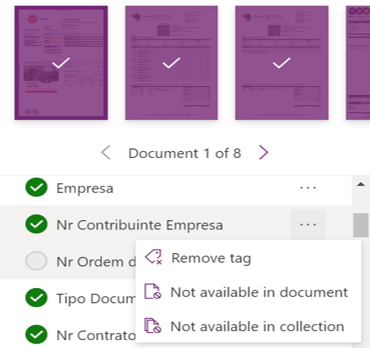 Document 1 of 8
Empresa
Nr Contribuinte Empresa
Nr Ordem d
Remove tag
Tipo Docum
Not available in document
Nr Contrato
Not available in collection